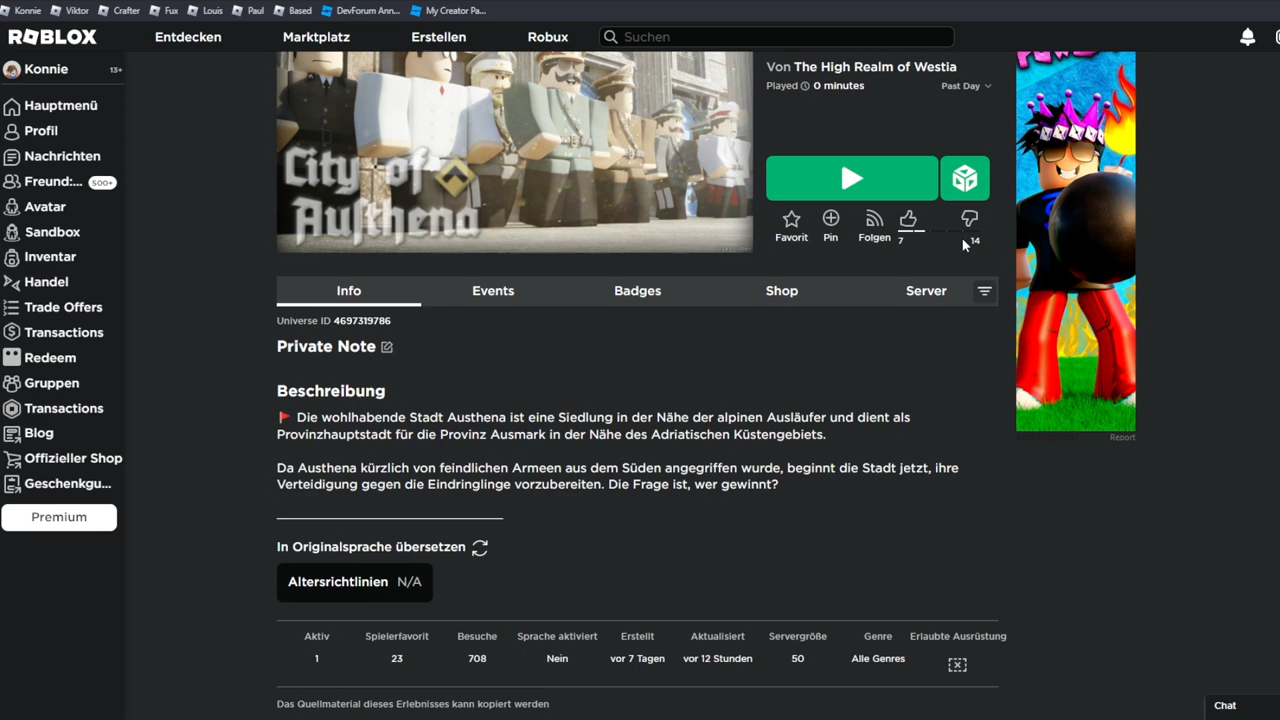 Konnie Viktor Crafter Fux Louis Paul Based DevForum Ann... My Creator Pa...
ROBLOX Entdecken Marktplatz Erstellen Robux Suchen
Konnie 13+
Hauptmenü
Profil
Nachrichten
Freund:... 500+
Avatar
Sandbox
Inventar
Handel
Trade Offers
Transactions
Redeem
Gruppen
Transactions
Blog
Offizieller Shop
Geschenkgu...
Premium
City of
Austhena
Von The High Realm of Westia
Played 0 minutes Past Day
Favorit Pin Folgen 7 14
Info Events Badges Shop Server
Universe ID 4697319786
Private Note
Beschreibung
🚩 Die wohlhabende Stadt Austhena ist eine Siedlung in der Nähe der alpinen Ausläufer und dient als
Provinzhauptstadt für die Provinz Ausmark in der Nähe des Adriatischen Küstengebiets.
Da Austhena kürzlich von feindlichen Armeen aus dem Süden angegriffen wurde, beginnt die Stadt jetzt, ihre
Verteidigung gegen die Eindringlinge vorzubereiten. Die Frage ist, wer gewinnt?
In Originalsprache übersetzen
Altersrichtlinien N/A
Aktiv Spielerfavorit Besuche Sprache aktiviert Erstellt Aktualisiert Servergröße Genre Erlaubte Ausrüstung
1 23 708 Nein vor 7 Tagen vor 12 Stunden 50 Alle Genres
Das Quellmaterial dieses Erlebnisses kann kopiert werden
Report
Chat